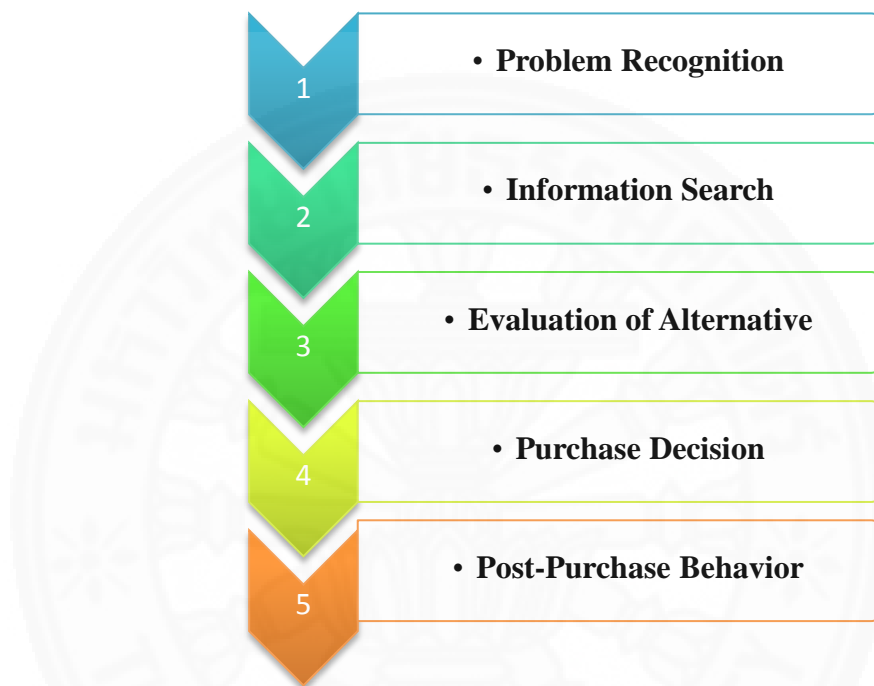 1
• Problem Recognition
2
• Information Search
3
• Evaluation of Alternative
4
• Purchase Decision
5
• Post-Purchase Behavior